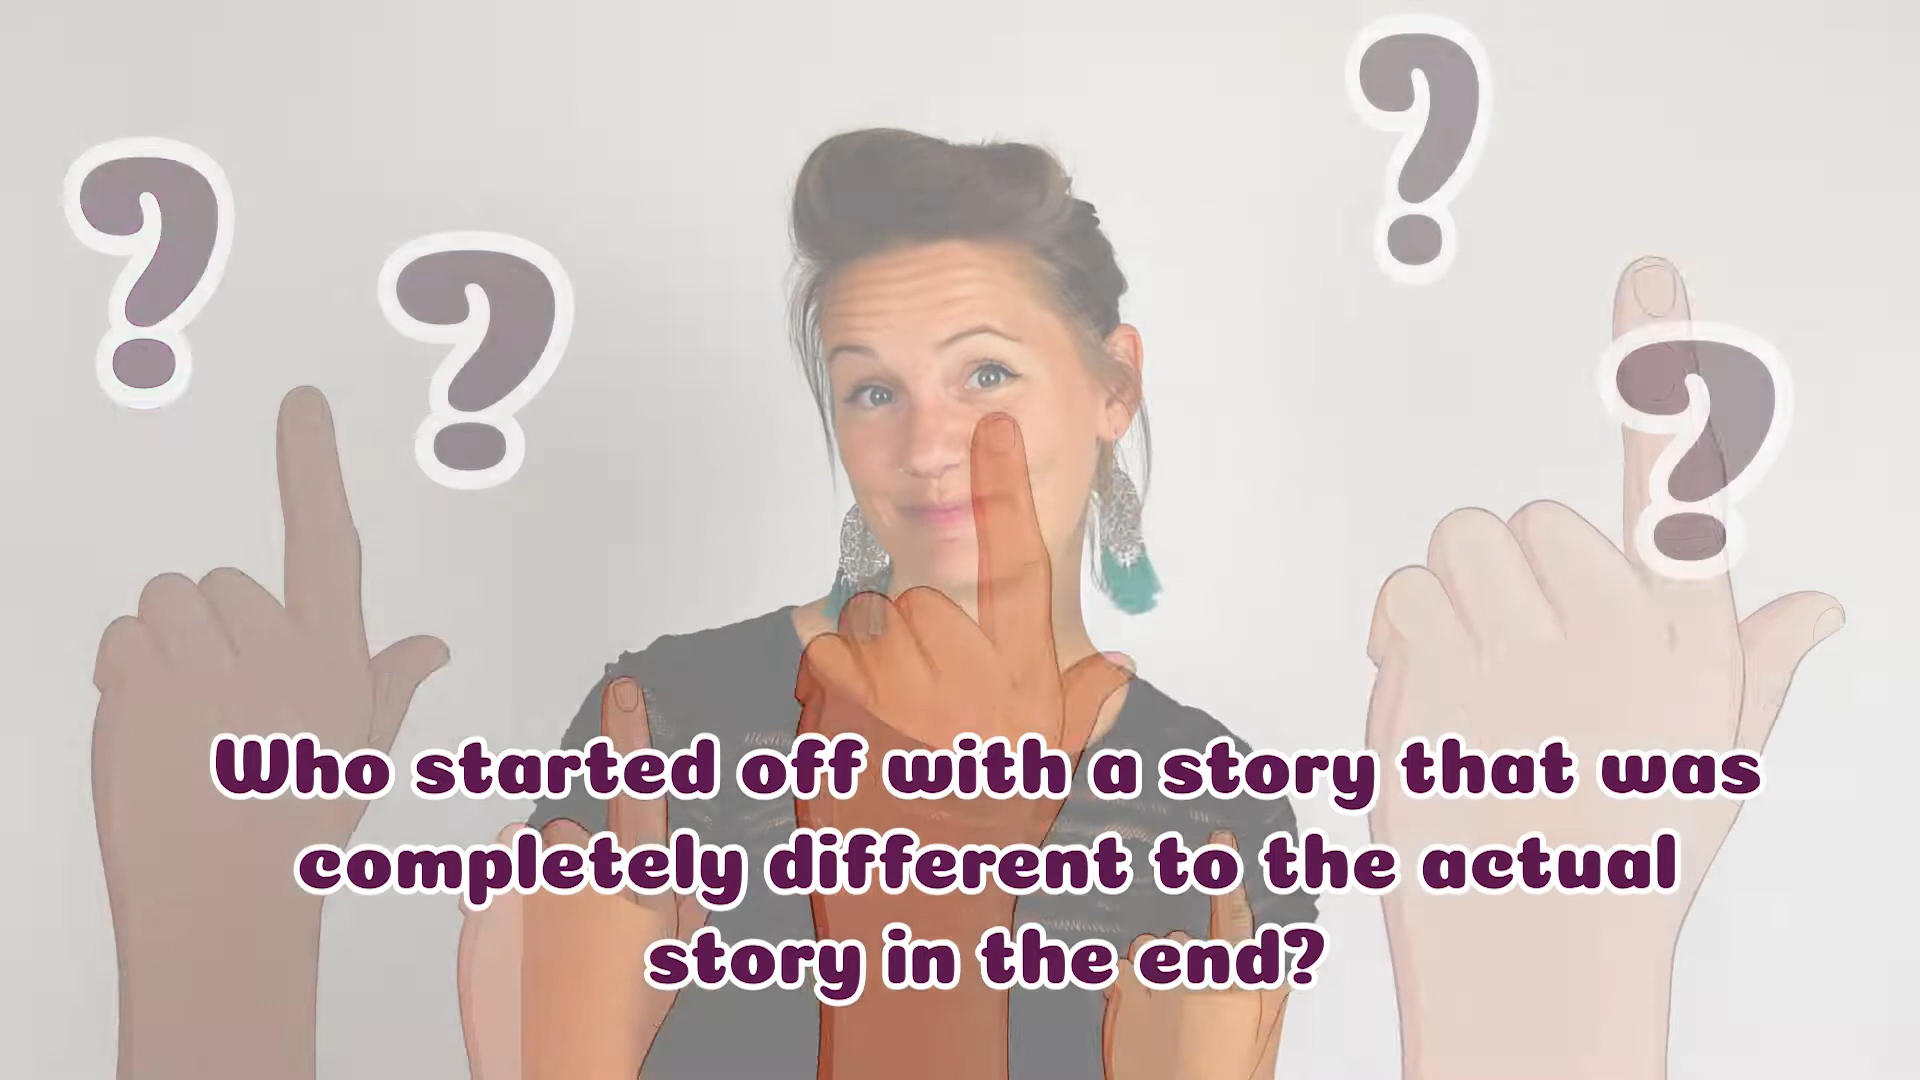 ? ? ? ?
Who started off with a story that was
completely different to the actual
story in the end?